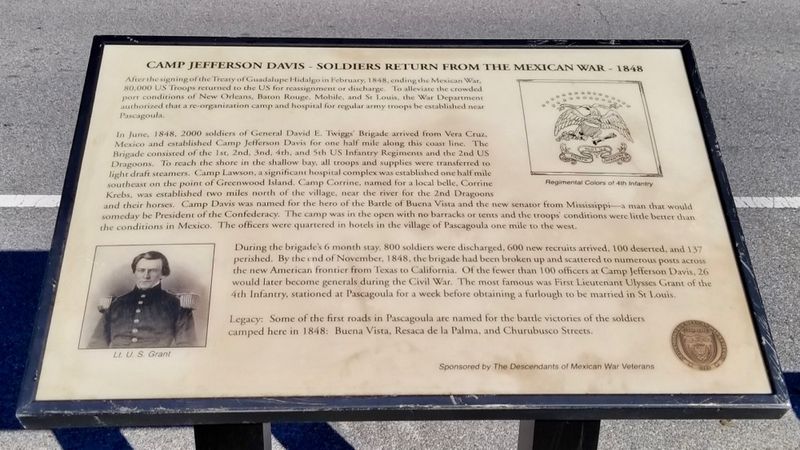 CAMP JEFFERSON DAVIS - SOLDIERS RETURN FROM THE MEXICAN WAR - 1848
After the signing of the Treaty of Guadalupe Hidalgo in February, 1848, ending the Mexican War,
80,000 US Troops returned to the US for reassignment or discharge. To alleviate the crowded
port conditions of New Orleans, Baton Rouge, Mobile, and St Louis, the War Department
authorized that a re-organization camp and hospital for regular army troops be established near
Pascagoula.
In June, 1848, 2000 soldiers of General David E. Twiggs' Brigade arrived from Vera Cruz,
Mexico and established Camp Jefferson Davis for one half mile along this coast line. The
Brigade consisted of the 1st, 2nd, 3nd, 4th, and 5th US Infantry Regiments and the 2nd US
Dragoons. To reach the shore in the shallow bay, all troops and supplies were transferred to
light draft steamers. Camp Lawson, a significant hospital complex was established one half mile
southeast on the point of Greenwood Island. Camp Corrine, named for a local belle, Corrine
Krebs, was established two miles north of the village, near the river for the 2nd Dragoons
and their horses. Camp Davis was named for the hero of the Battle of Buena Vista and the new senator from Mississippi—a man that would
someday be President of the Confederacy. The camp was in the open with no barracks or tents and the troops' conditions were little better than
the conditions in Mexico. The officers were quartered in hotels in the village of Pascagoula one mile to the west.
Regimental Colors of 4th Infantry
During the brigade's 6 month stay, 800 soldiers were discharged, 600 new recruits arrived, 100 deserted, and 137
perished. By the end of November, 1848, the brigade had been broken up and scattered to numerous posts across
the new American frontier from Texas to California. Of the fewer than 100 officers at Camp Jefferson Davis, 26
would later become generals during the Civil War. The most famous was First Lieutenant Ulysses Grant of the
4th Infantry, stationed at Pascagoula for a week before obtaining a furlough to be married in St Louis.
Legacy: Some of the first roads in Pascagoula are named for the battle victories of the soldiers
camped here in 1848: Buena Vista, Resaca de la Palma, and Churubusco Streets.
Lt. U. S. Grant
Sponsored by The Descendants of Mexican War Veterans